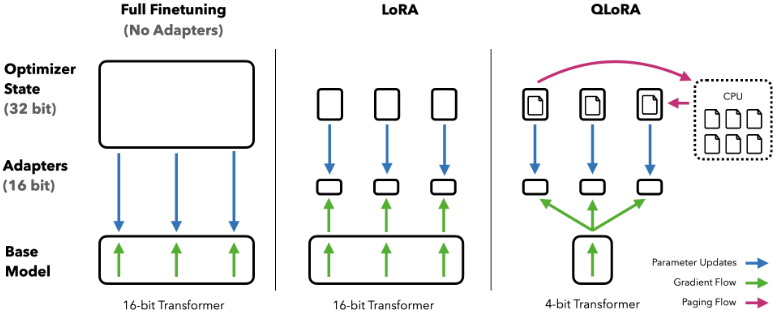 Full Finetuning
(No Adapters)
LoRA
QLoRA
Optimizer
State
(32 bit)
CPU
Adapters
(16 bit)
Base
Model
16-bit Transformer
16-bit Transformer
4-bit Transformer
Parameter Updates
Gradient Flow
Paging Flow